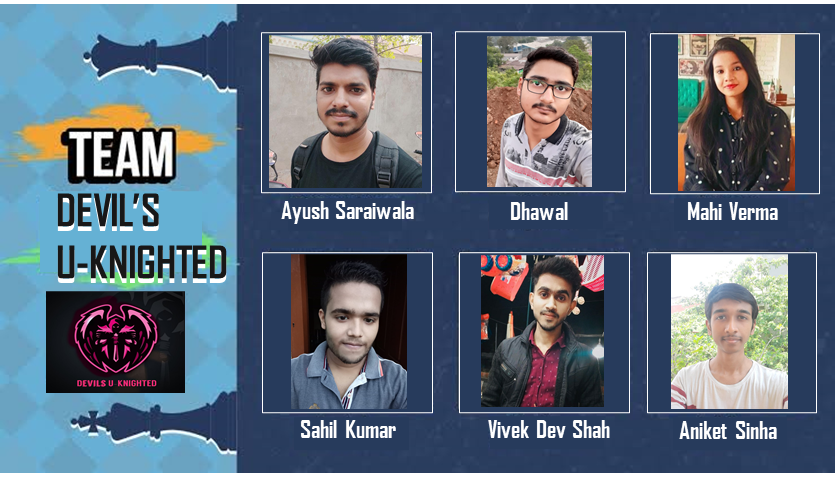 TEAM
DEVIL'S
U-KNIGHTED
DEVILS U-KNIGHTED
Ayush Saraiwala
Dhawal
Mahi Verma
Sahil Kumar
Vivek Dev Shah
Aniket Sinha